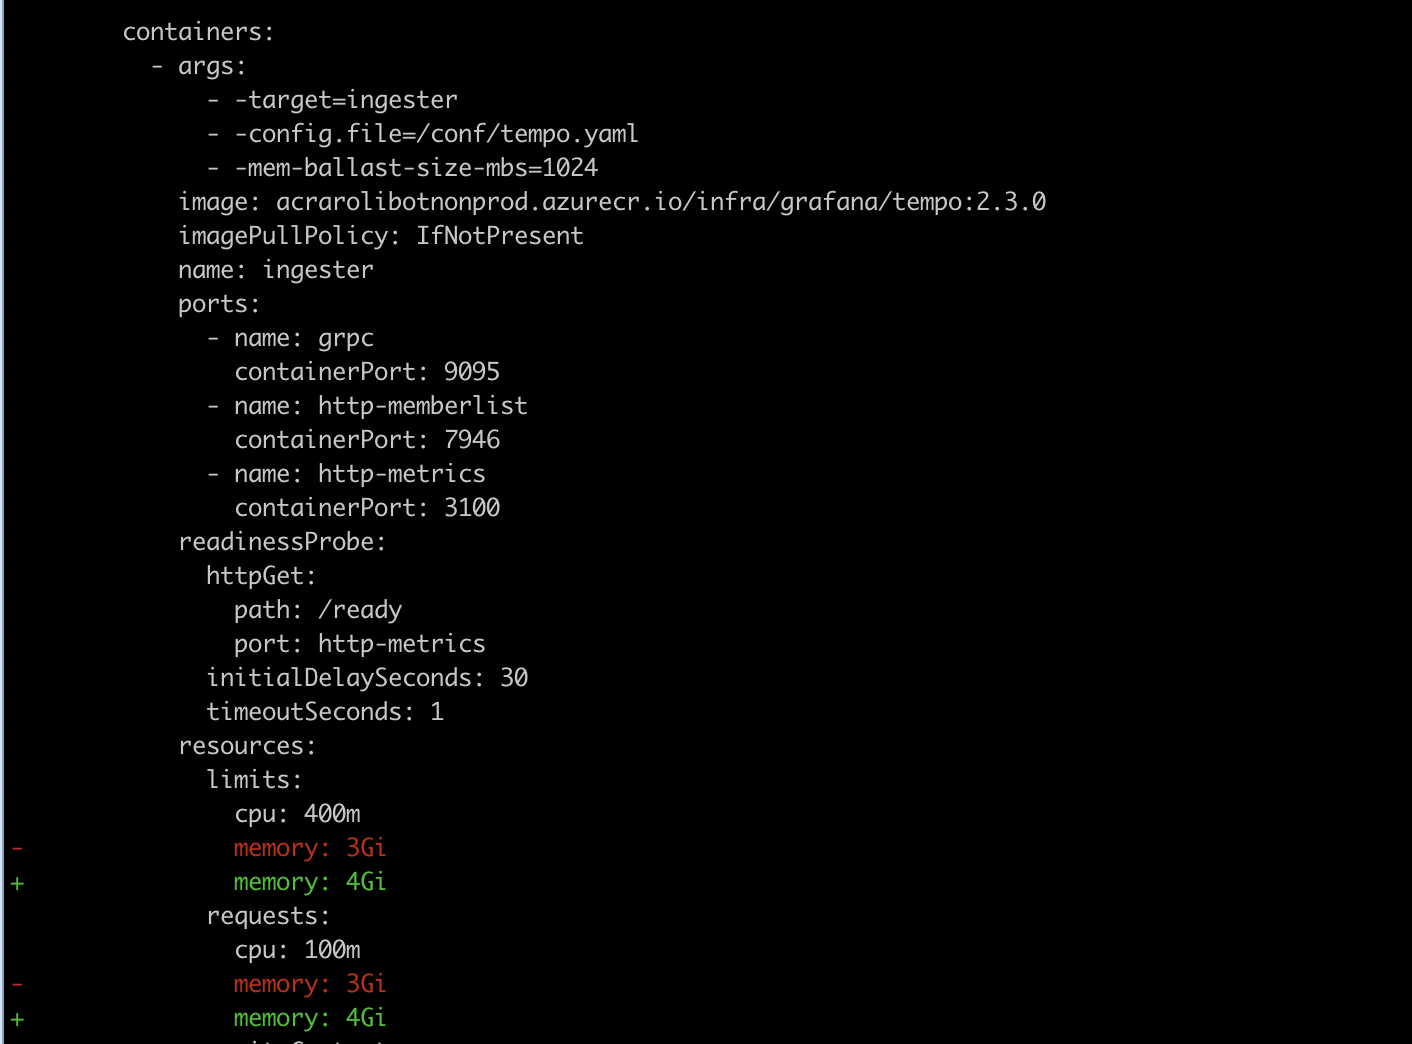 containers:
- args:
- -target=ingester
- -config.file=/conf/tempo.yaml
- -mem-ballast-size-mbs=1024
image: acrarolibotnonprod.azurecr.io/infra/grafana/tempo:2.3.0
imagePullPolicy: IfNotPresent
name: ingester
ports:
- name: grpc
containerPort: 9095
- name: http-memberlist
containerPort: 7946
- name: http-metrics
containerPort: 3100
readinessProbe:
httpGet:
path: /ready
port: http-metrics
initialDelaySeconds: 30
timeoutSeconds: 1
resources:
limits:
cpu: 400m
- memory: 3Gi
+ memory: 4Gi
requests:
cpu: 100m
- memory: 3Gi
+ memory: 4Gi